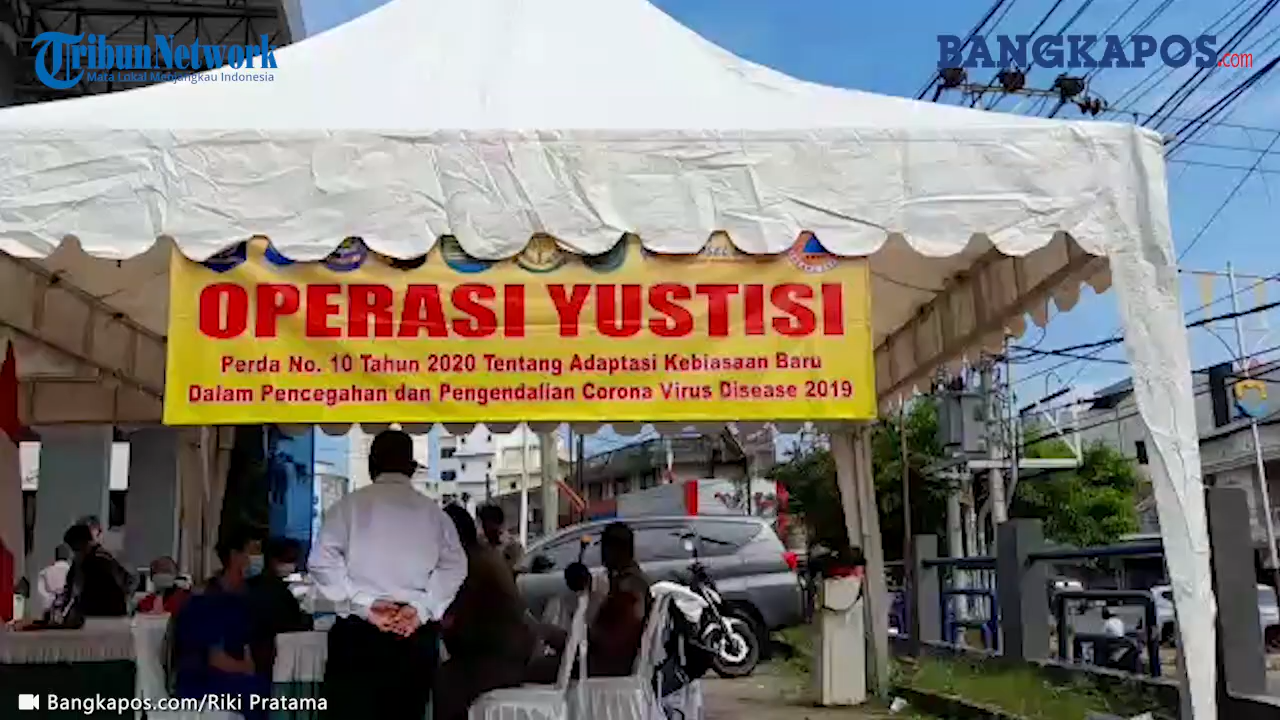 TribunNetwork
Mata Lokal Menjangkau Indonesia
BANGKAPOS.com
OPERASI YUSTISI
Perda No. 10 Tahun 2020 Tentang Adaptasi Kebiasaan Baru
Dalam Pencegahan dan Pengendalian Corona Virus Disease 2019
Bangkapos.com/Riki Pratama